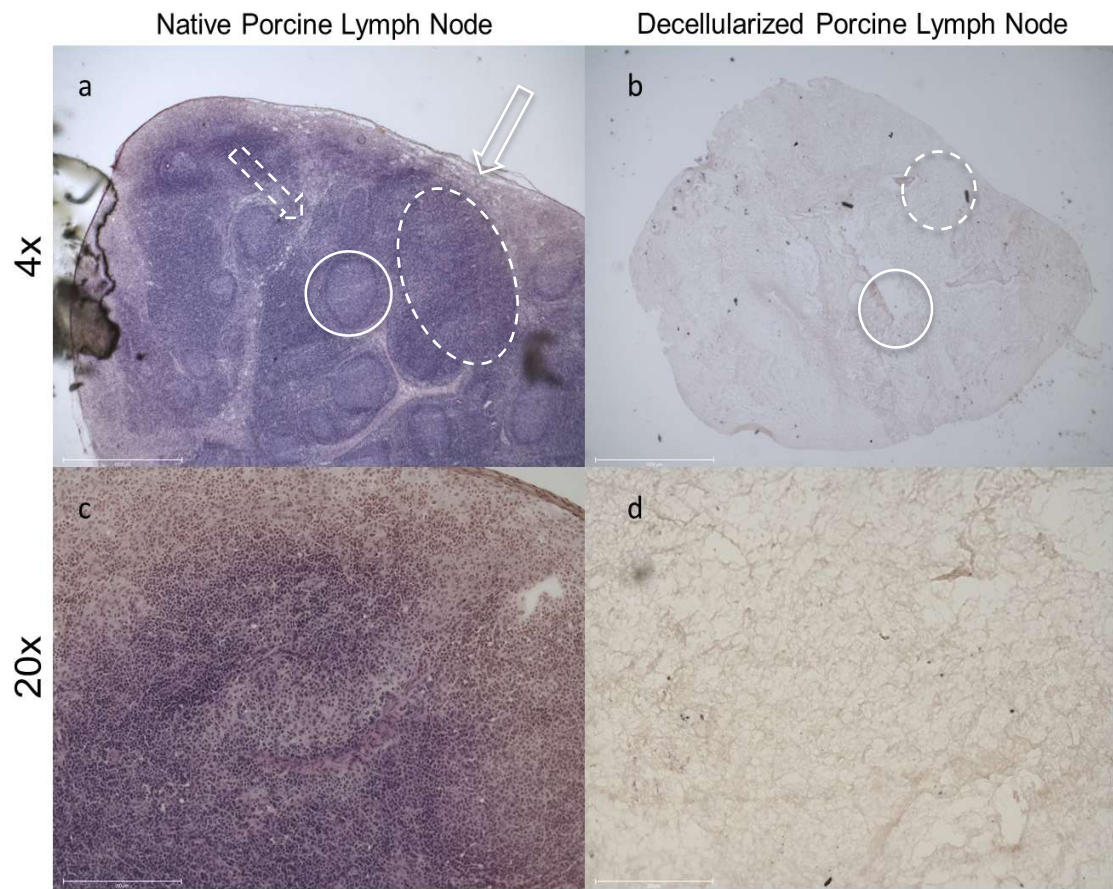 Native Porcine Lymph Node
Decellularized Porcine Lymph Node
4x
a
b
20x
c
d